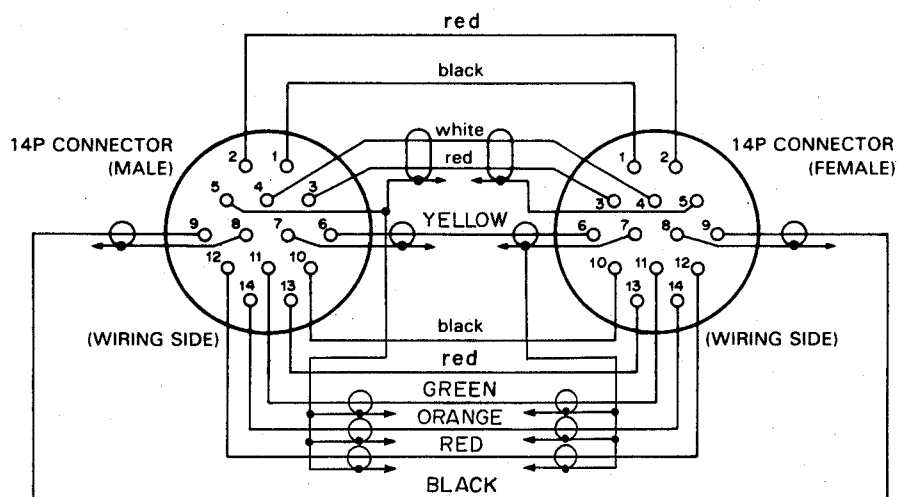 red
black
14P CONNECTOR
(MALE)
14P CONNECTOR
(FEMALE)
white
red
2 1
1 2
5 4 3
3 4 5
YELLOW
9 8 7 6
6 7 8 9
12 11 10
10 11 12
14 13
13 14
(WIRING SIDE)
(WIRING SIDE)
black
red
GREEN
ORANGE
RED
BLACK